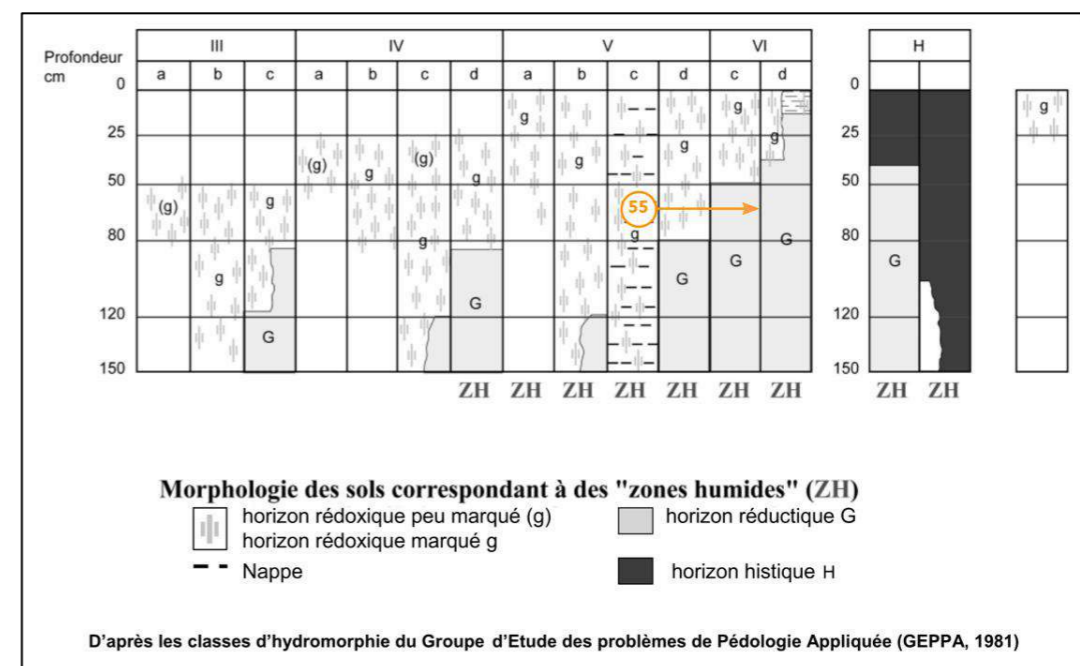 III IV V VI H
Profondeur
cm
a b c a b c d a b c d c d
0 0
g g g
25 25
(g) g (g) g g g g
50 50
(g) g 55
g
80 g G 80
g G G G
G
120 120
G
150 150
ZH ZH ZH ZH ZH ZH ZH ZH ZH
Morphologie des sols correspondant à des "zones humides" (ZH)
horizon rédoxique peu marqué (g) horizon réductique G
horizon rédoxique marqué g
Nappe horizon histique H
D'après les classes d'hydromorphie du Groupe d'Etude des problèmes de Pédologie Appliquée (GEPPA, 1981)